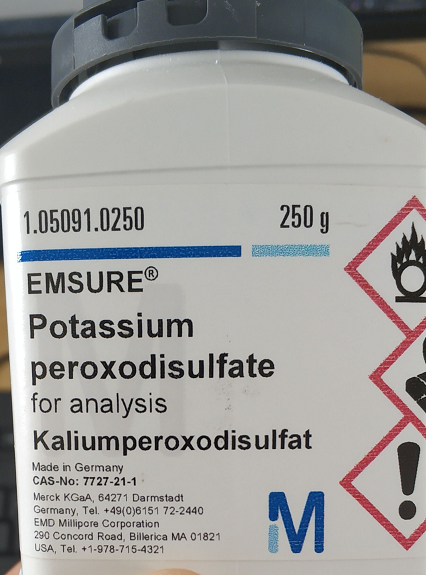 1.05091.0250 250 g
EMSURE®
Potassium
peroxodisulfate
for analysis
Kaliumperoxodisulfat
Made in Germany
CAS-No: 7727-21-1
Merck KGaA, 64271 Darmstadt
Germany, Tel. +49(0)6151 72-2440
EMD Millipore Corporation
290 Concord Road, Billerica MA 01821
USA, Tel. +1-978-715-4321
M